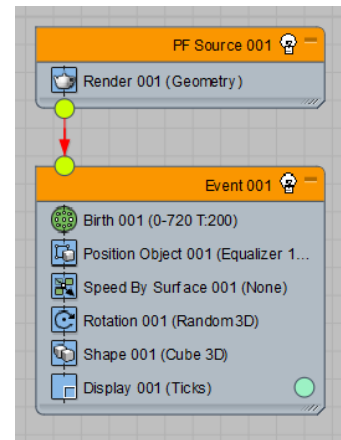 PF Source 001
Render 001 (Geometry)
Event 001
Birth 001 (0-720 T:200)
Position Object 001 (Equalizer 1...
Speed By Surface 001 (None)
Rotation 001 (Random 3D)
Shape 001 (Cube 3D)
Display 001 (Ticks)